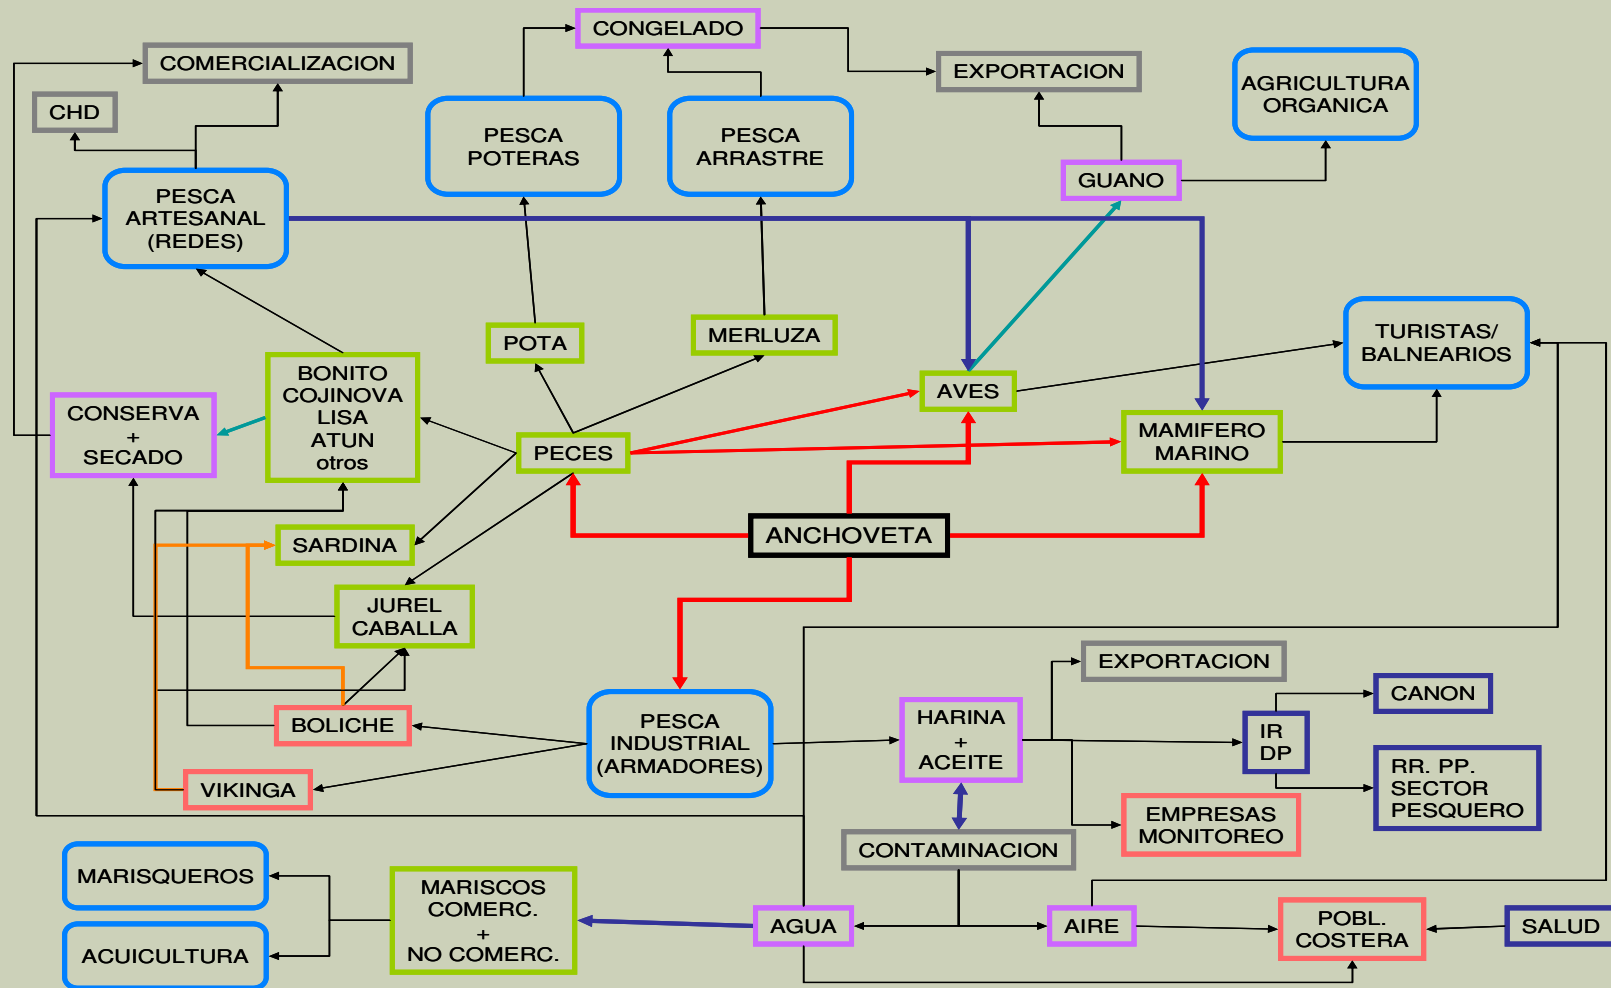 CONGELADO
COMERCIALIZACION
EXPORTACION
AGRICULTURA
ORGANICA
CHD
PESCA
POTERAS
PESCA
ARRASTRE
GUANO
PESCA
ARTESANAL
(REDES)
POTA
MERLUZA
TURISTAS/
BALNEARIOS
BONITO
COJINOVA
LISA
ATUN
otros
AVES
CONSERVA
+
SECADO
PECES
MAMIFERO
MARINO
ANCHOVETA
SARDINA
JUREL
CABALLA
EXPORTACION
CANON
BOLICHE
PESCA
INDUSTRIAL
(ARMADORES)
HARINA
+
ACEITE
IR
DP
RR. PP.
SECTOR
PESQUERO
VIKINGA
EMPRESAS
MONITOREO
CONTAMINACION
MARISQUEROS
MARISCOS
COMERC.
+
NO COMERC.
AGUA
AIRE
POBL.
COSTERA
SALUD
ACUICULTURA